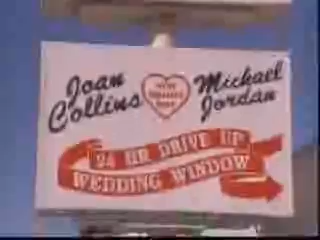 Joan
Collins
Michael
Jordan
24 HR DRIVE UP
WEDDING WINDOW